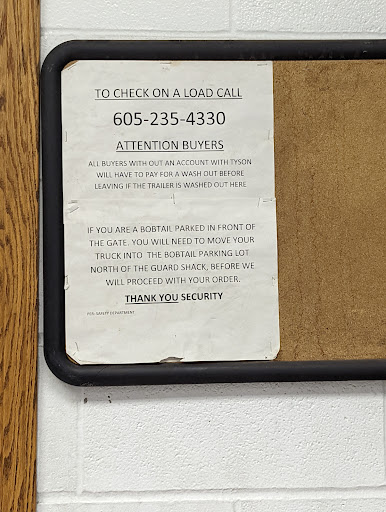 TO CHECK ON A LOAD CALL
605-235-4330
ATTENTION BUYERS
ALL BUYERS WITH OUT AN ACCOUNT WITH TYSON
WILL HAVE TO PAY FOR A WASH OUT BEFORE
LEAVING IF THE TRAILER IS WASHED OUT HERE
IF YOU ARE A BOBTAIL PARKED IN FRONT OF
THE GATE. YOU WILL NEED TO MOVE YOUR
TRUCK INTO THE BOBTAIL PARKING LOT
NORTH OF THE GUARD SHACK, BEFORE WE
WILL PROCEED WITH YOUR ORDER.
THANK YOU SECURITY
PER: SAFETY DEPARTMENT